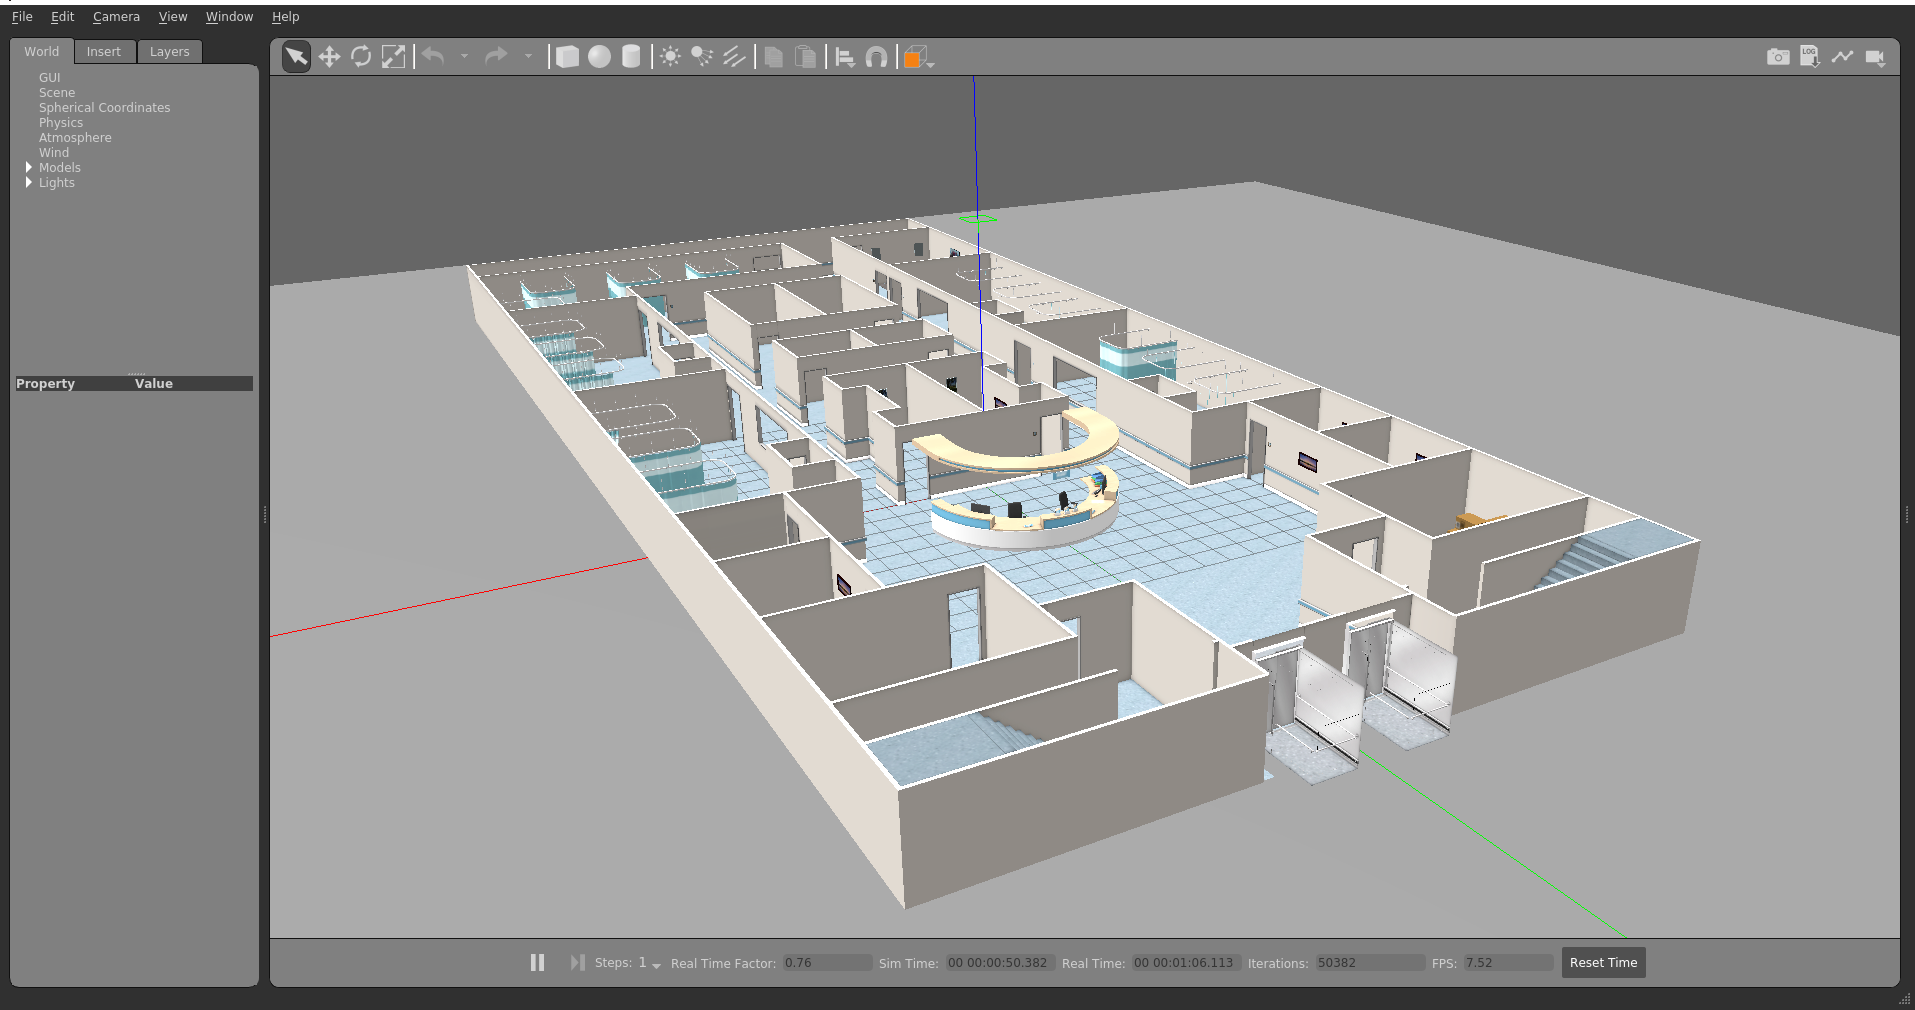 File Edit Camera View Window Help
World Insert Layers
LOG
GUI
Scene
Spherical Coordinates
Physics
Atmosphere
Wind
Models
Lights
Property Value
Steps: 1 Real Time Factor: 0.76 Sim Time: 00 00:00:50.382 Real Time: 00 00:01:06.113 Iterations: 50382 FPS: 7.52 Reset Time